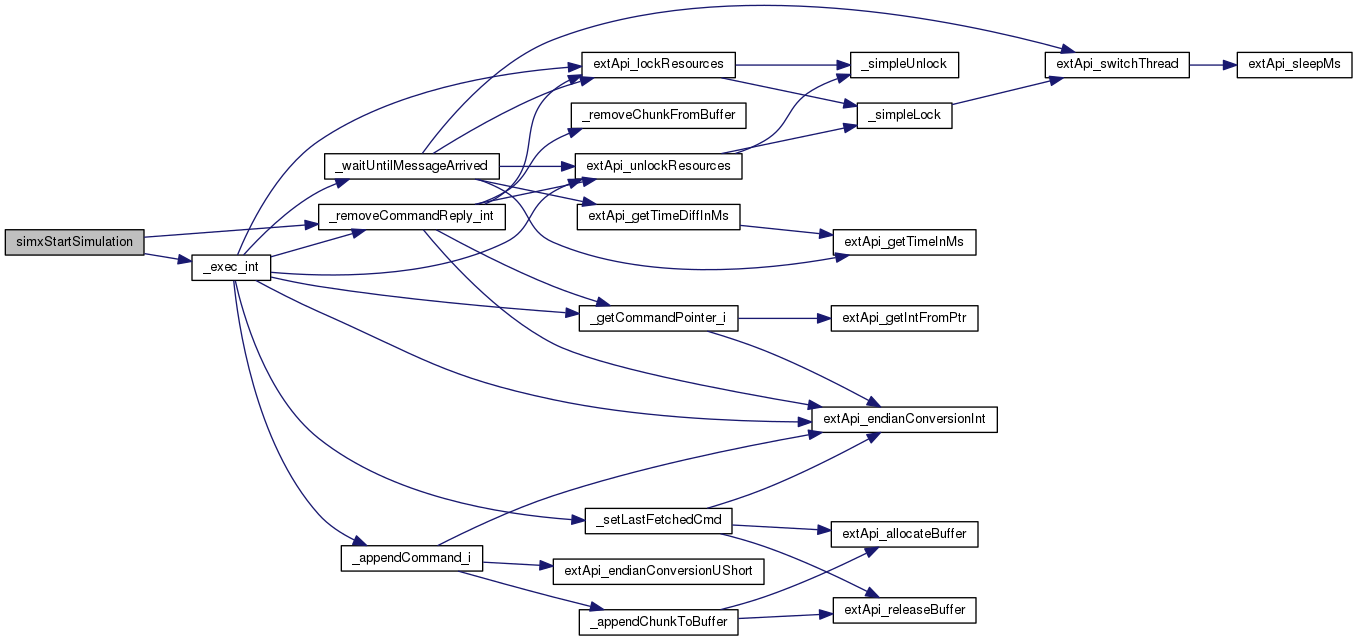 simxStartSimulation
_exec_int
_waitUntilMessageArrived
_removeCommandReply_int
_appendCommand_i
extApi_lockResources
_removeChunkFromBuffer
extApi_unlockResources
extApi_getTimeDiffInMs
_getCommandPointer_i
_setLastFetchedCmd
extApi_endianConversionUShort
_appendChunkToBuffer
_simpleUnlock
_simpleLock
extApi_getTimeInMs
extApi_getIntFromPtr
extApi_endianConversionInt
extApi_allocateBuffer
extApi_releaseBuffer
extApi_switchThread
extApi_sleepMs